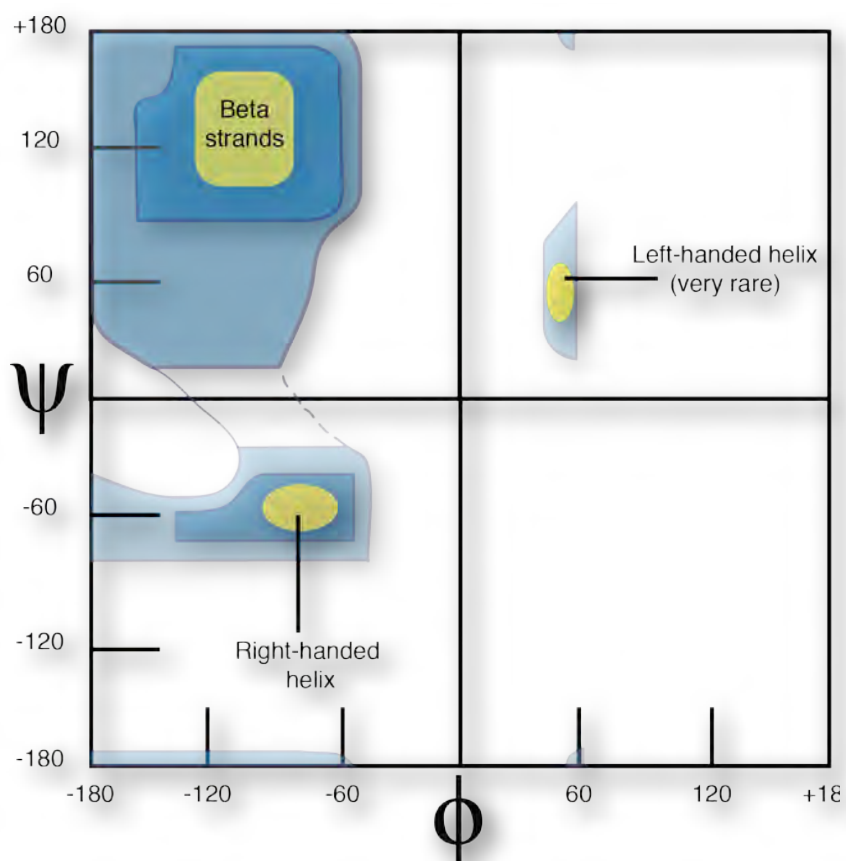 +180
Beta
strands
120
60
Left-handed helix
(very rare)
ψ
-60
-120
Right-handed
helix
-180
-180
-120
-60
60
120
+18
φ